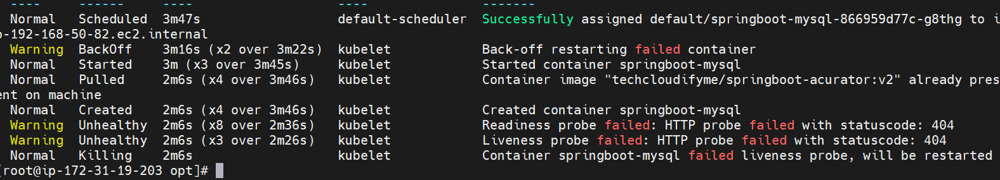 ---- ------ ---- ---- -------
Normal Scheduled 3m47s default-scheduler Successfully assigned default/springboot-mysql-866959d77c-g8thg to i
p-192-168-50-82.ec2.internal
Warning BackOff 3m16s (x2 over 3m22s) kubelet Back-off restarting failed container
Normal Started 3m (x3 over 3m45s) kubelet Started container springboot-mysql
Normal Pulled 2m6s (x4 over 3m46s) kubelet Container image "techcloudifyme/springboot-acurator:v2" already pres
ent on machine
Normal Created 2m6s (x4 over 3m46s) kubelet Created container springboot-mysql
Warning Unhealthy 2m6s (x8 over 2m36s) kubelet Readiness probe failed: HTTP probe failed with statuscode: 404
Warning Unhealthy 2m6s (x3 over 2m26s) kubelet Liveness probe failed: HTTP probe failed with statuscode: 404
Normal Killing 2m6s kubelet Container springboot-mysql failed liveness probe, will be restarted
[root@ip-172-31-19-203 opt]#